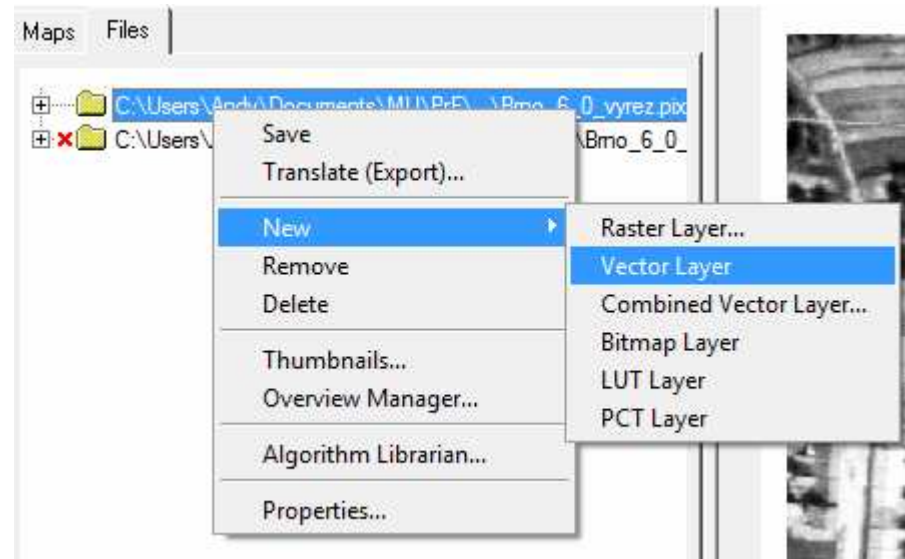 Maps Files
C:\Users\Andy\Documents\MU\PrF\...\Brno_6_0_vyrez.pix
C:\Users\ \Brno_6_0_
Save
Translate (Export)...
New
Remove
Delete
Thumbnails...
Overview Manager...
Algorithm Librarian...
Properties...
Raster Layer...
Vector Layer
Combined Vector Layer...
Bitmap Layer
LUT Layer
PCT Layer